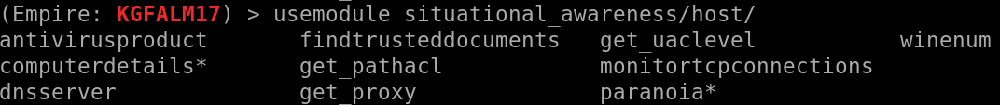 (Empire: KGFALM17) > usemodule situational_awareness/host/
antivirusproduct findtrusteddocuments get_uaclevel winenum
computerdetails* get_pathacl monitortcpconnections
dnsserver get_proxy paranoia*